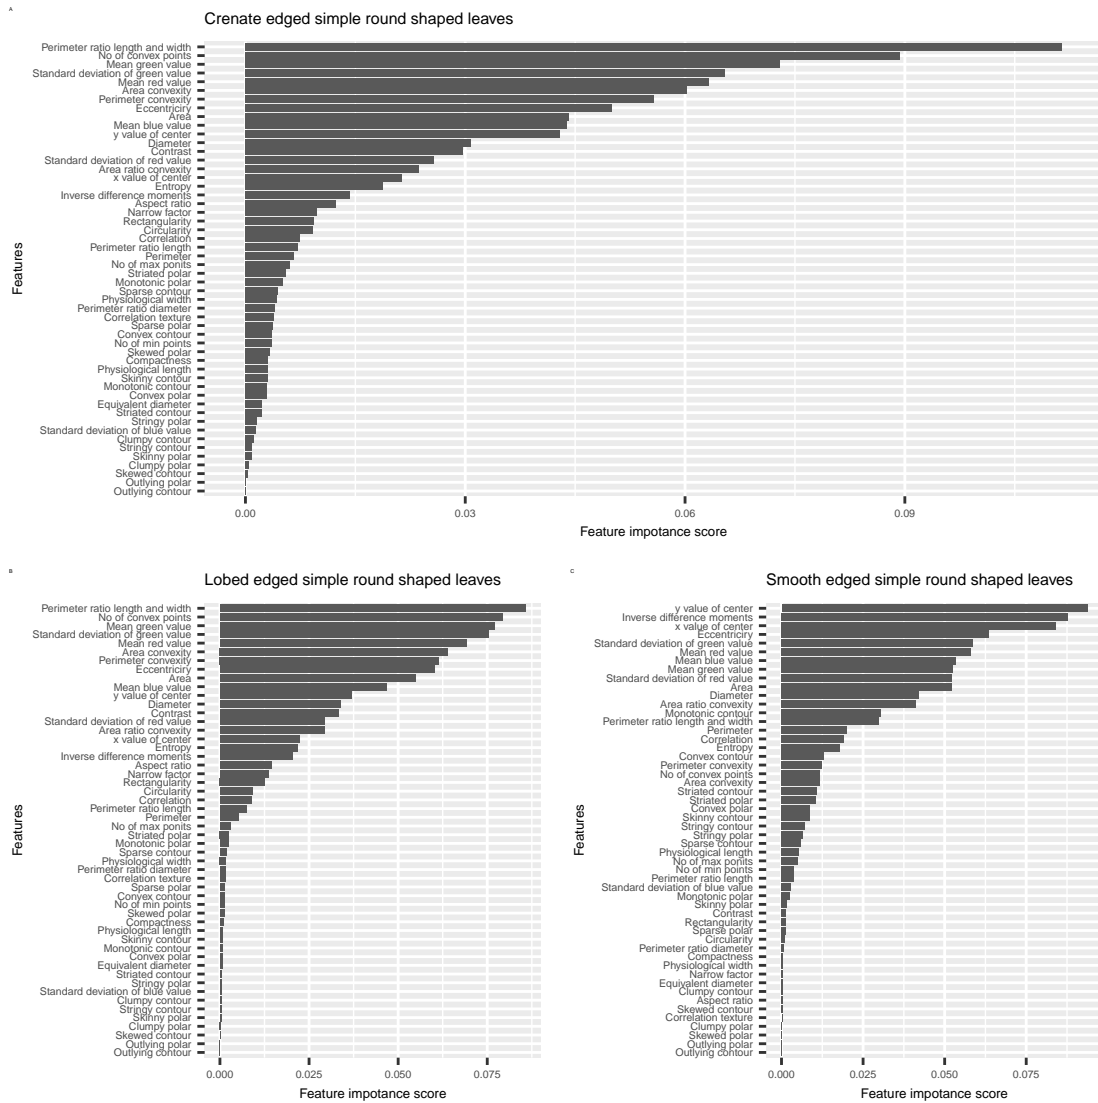 A
Crenate edged simple round shaped leaves
Perimeter ratio length and width
No of convex points
Mean green value
Standard deviation of green value
Mean red value
Area convexity
Perimeter convexity
Eccentriciry
Area
Mean blue value
y value of center
Diameter
Contrast
Standard deviation of red value
Area ratio convexity
x value of center
Entropy
Inverse difference moments
Aspect ratio
Narrow factor
Rectangularity
Circularity
Correlation
Perimeter ratio length
Perimeter
No of max ponits
Striated polar
Monotonic polar
Sparse contour
Physiological width
Perimeter ratio diameter
Correlation texture
Sparse polar
Convex contour
No of min points
Skewed polar
Compactness
Physiological length
Skinny contour
Monotonic contour
Convex polar
Equivalent diameter
Striated contour
Stringy polar
Standard deviation of blue value
Clumpy contour
Stringy contour
Skinny polar
Clumpy polar
Skewed contour
Outlying polar
Outlying contour
Features
0.00 0.03 0.06 0.09
Feature impotance score
B
Lobed edged simple round shaped leaves
Perimeter ratio length and width
No of convex points
Mean green value
Standard deviation of green value
Mean red value
Area convexity
Perimeter convexity
Eccentriciry
Area
Mean blue value
y value of center
Diameter
Contrast
Standard deviation of red value
Area ratio convexity
x value of center
Entropy
Inverse difference moments
Aspect ratio
Narrow factor
Rectangularity
Circularity
Correlation
Perimeter ratio length
Perimeter
No of max ponits
Striated polar
Monotonic polar
Sparse contour
Physiological width
Perimeter ratio diameter
Correlation texture
Sparse polar
Convex contour
No of min points
Skewed polar
Compactness
Physiological length
Skinny contour
Monotonic contour
Convex polar
Equivalent diameter
Striated contour
Stringy polar
Standard deviation of blue value
Clumpy contour
Stringy contour
Skinny polar
Clumpy polar
Skewed contour
Outlying polar
Outlying contour
Features
0.000 0.025 0.050 0.075
Feature impotance score
C
Smooth edged simple round shaped leaves
y value of center
Inverse difference moments
x value of center
Eccentriciry
Standard deviation of green value
Mean red value
Mean blue value
Mean green value
Standard deviation of red value
Area
Diameter
Area ratio convexity
Monotonic contour
Perimeter ratio length and width
Perimeter
Correlation
Entropy
Convex contour
Perimeter convexity
No of convex points
Area convexity
Striated contour
Striated polar
Convex polar
Skinny contour
Stringy contour
Stringy polar
Sparse contour
Physiological length
No of max ponits
No of min points
Perimeter ratio length
Standard deviation of blue value
Monotonic polar
Skinny polar
Contrast
Rectangularity
Sparse polar
Circularity
Perimeter ratio diameter
Compactness
Physiological width
Narrow factor
Equivalent diameter
Clumpy contour
Aspect ratio
Skewed contour
Correlation texture
Clumpy polar
Skewed polar
Outlying polar
Outlying contour
Features
0.000 0.025 0.050 0.075
Feature impotance score